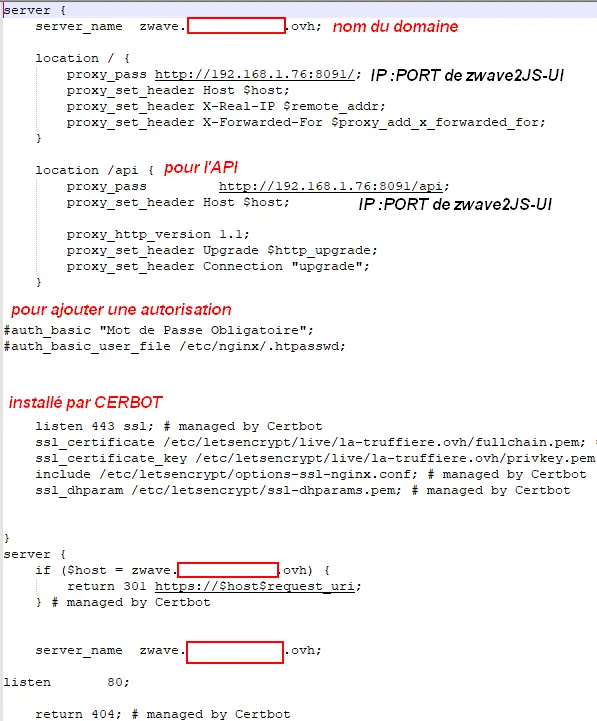 server {
    server_name  zwave. .ovh; nom du domaine
    location / {
        proxy_pass http://192.168.1.76:8091/; IP :PORT de zwave2JS-UI
        proxy_set_header Host $host;
        proxy_set_header X-Real-IP $remote_addr;
        proxy_set_header X-Forwarded-For $proxy_add_x_forwarded_for;
    }
    location /api { pour l'API
        proxy_pass         http://192.168.1.76:8091/api;
        proxy_set_header Host $host; IP :PORT de zwave2JS-UI
        proxy_http_version 1.1;
        proxy_set_header Upgrade $http_upgrade;
        proxy_set_header Connection "upgrade";
    }
pour ajouter une autorisation
#auth_basic "Mot de Passe Obligatoire";
#auth_basic_user_file /etc/nginx/.htpasswd;
installé par CERBOT
    listen 443 ssl; # managed by Certbot
    ssl_certificate /etc/letsencrypt/live/la-truffiere.ovh/fullchain.pem; #
    ssl_certificate_key /etc/letsencrypt/live/la-truffiere.ovh/privkey.pem
    include /etc/letsencrypt/options-ssl-nginx.conf; # managed by Certbot
    ssl_dhparam /etc/letsencrypt/ssl-dhparams.pem; # managed by Certbot
}
server {
    if ($host = zwave. .ovh) {
        return 301 https://$host$request_uri;
    } # managed by Certbot
    server_name  zwave. .ovh;
listen       80;
    return 404; # managed by Certbot